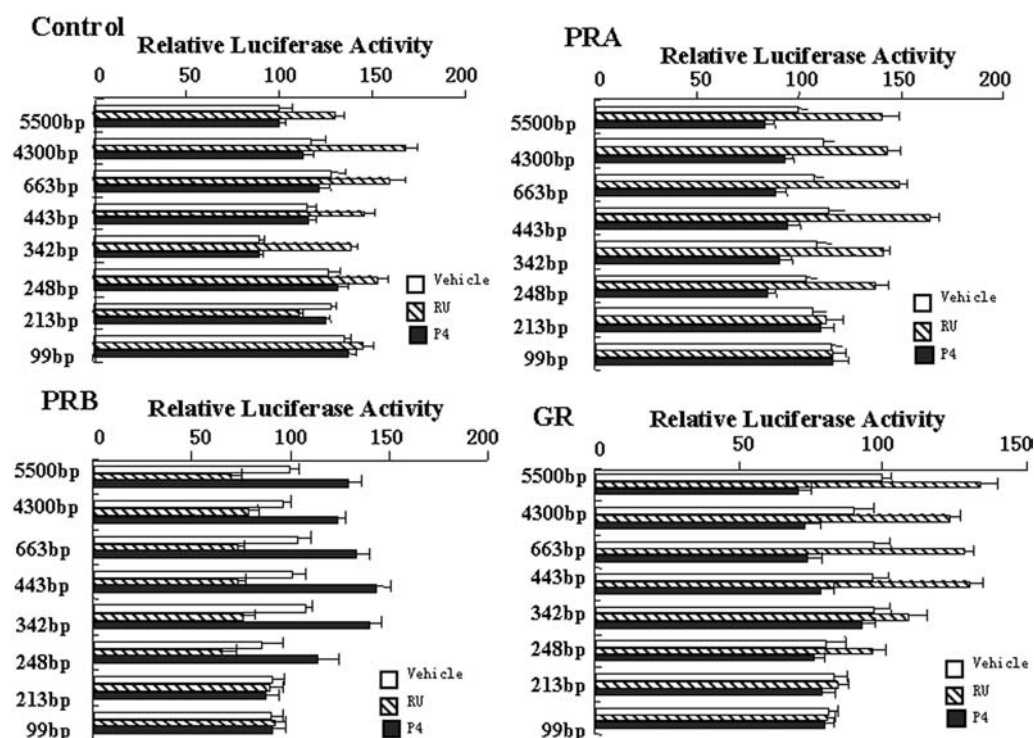 Control
Relative Luciferase Activity
0 50 100 150 200
5500bp
4300bp
663bp
443bp
342bp
248bp
213bp
99bp
Vehicle
RU
P4
PRA
Relative Luciferase Activity
0 50 100 150 200
5500bp
4300bp
663bp
443bp
342bp
248bp
213bp
99bp
Vehicle
RU
P4
PRB
Relative Luciferase Activity
0 50 100 150 200
5500bp
4300bp
663bp
443bp
342bp
248bp
213bp
99bp
Vehicle
RU
P4
GR
Relative Luciferase Activity
0 50 100 150
5500bp
4300bp
663bp
443bp
342bp
248bp
213bp
99bp
Vehicle
RU
P4